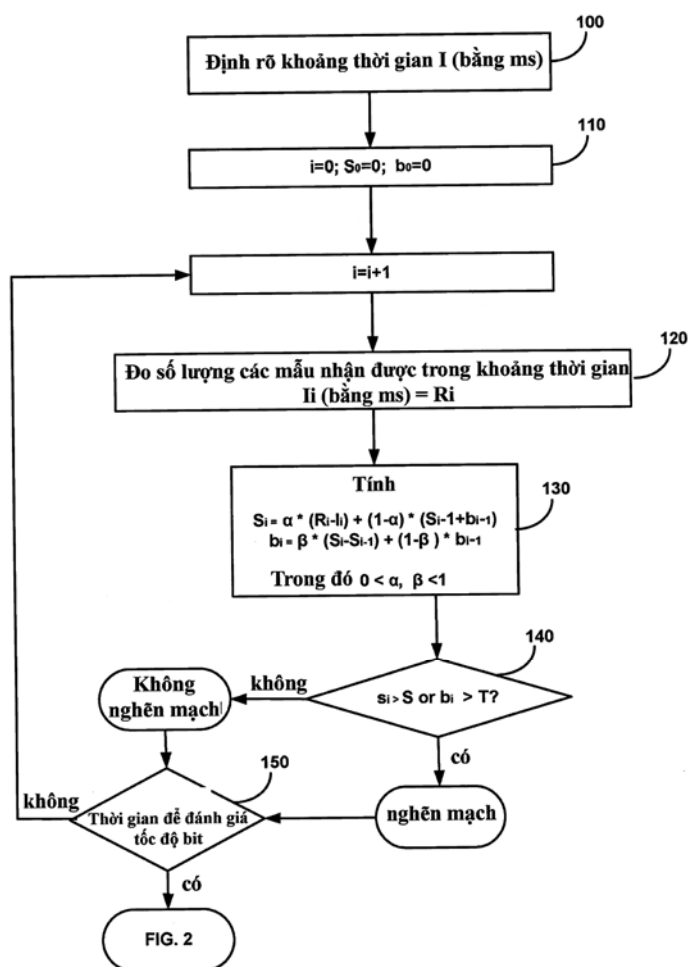 100
Định rõ khoảng thời gian I (bằng ms)
110
i=0; S₀=0; b₀=0
i=i+1
120
Đo số lượng các mẫu nhận được trong khoảng thời gian
Ii (bằng ms) = Ri
Tính
130
Sᵢ = α * (Rᵢ-Iᵢ) + (1-α) * (Sᵢ-1+bᵢ₋₁)
bᵢ = β * (Sᵢ-Sᵢ₋₁) + (1-β ) * bᵢ₋₁
Trong đó 0 < α, β <1
140
Không
nghẽn mạch
không
sᵢ > S or bᵢ > T?
có
150
không
Thời gian để đánh giá
tốc độ bit
nghẽn mạch
có
FIG. 2